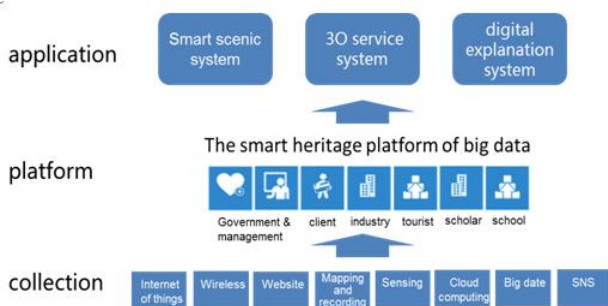 application
Smart scenic
system
3O service
system
digital
explanation
system
The smart heritage platform of big data
platform
Government &
management
client
industry
tourist
scholar
school
collection
Internet
of things
Wireless
Website
Mapping
and
recording
Sensing
Cloud
computing
Big date
SNS